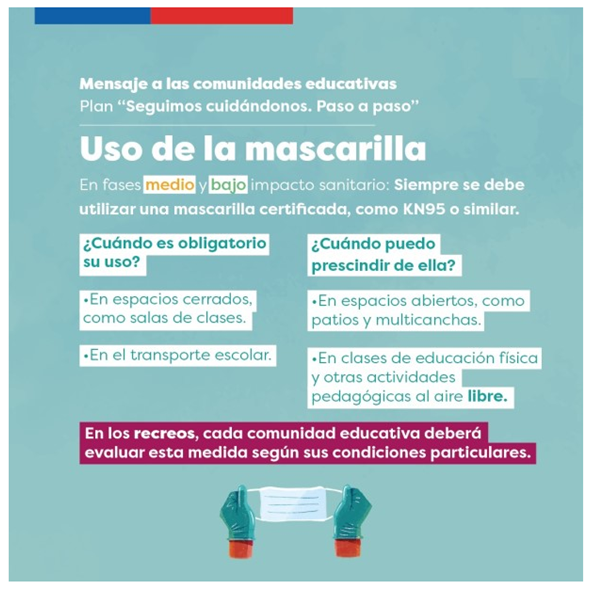 Mensaje a las comunidades educativas
Plan “Seguimos cuidándonos. Paso a paso”
Uso de la mascarilla
En fases medio y bajo impacto sanitario: Siempre se debe
utilizar una mascarilla certificada, como KN95 o similar.
¿Cuándo es obligatorio
su uso?
•En espacios cerrados,
como salas de clases.
•En el transporte escolar.
¿Cuándo puedo
prescindir de ella?
•En espacios abiertos, como
patios y multicanchas.
•En clases de educación física
y otras actividades
pedagógicas al aire libre.
En los recreos, cada comunidad educativa deberá
evaluar esta medida según sus condiciones particulares.